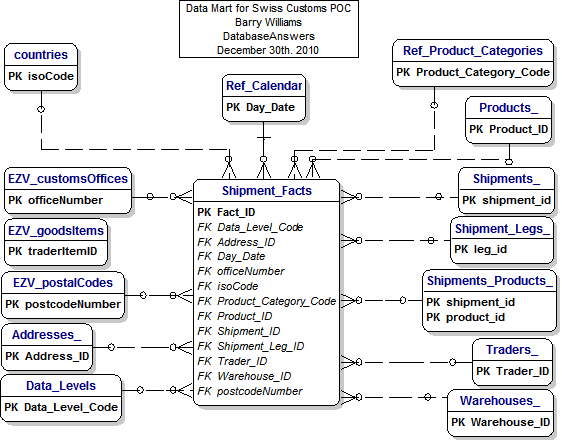 Data Mart for Swiss Customs POC
Barry Williams
DatabaseAnswers
December 30th. 2010
countries
PK isoCode
Ref_Calendar
PK Day_Date
Ref_Product_Categories
PK Product_Category_Code
Products_
PK Product_ID
EZV_customsOffices
PK officeNumber
EZV_goodsItems
PK traderItemID
EZV_postalCodes
PK postcodeNumber
Addresses_
PK Address_ID
Data_Levels
PK Data_Level_Code
Shipment_Facts
PK Fact_ID
FK Data_Level_Code
FK Address_ID
FK Day_Date
FK officeNumber
FK isoCode
FK Product_Category_Code
FK Product_ID
FK Shipment_ID
FK Shipment_Leg_ID
FK Trader_ID
FK Warehouse_ID
FK postcodeNumber
Shipments_
PK shipment_id
Shipment_Legs_
PK leg_id
Shipments_Products_
PK shipment_id
PK product_id
Traders_
PK Trader_ID
Warehouses_
PK Warehouse_ID